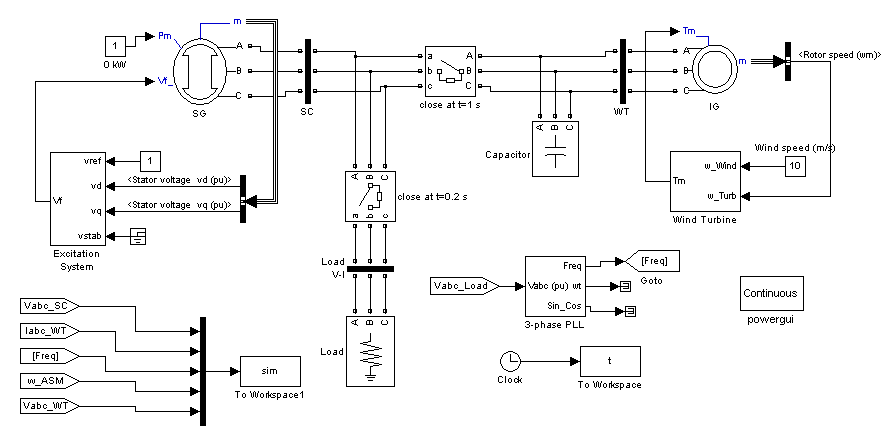 m
Tm
1
Pm
A
a
A
A
<Rotor speed (wm)>
0 kW
B
b
B
B
m
Vf_
C
c
C
C
SG
SC
close at t=1 s
WT
IG
A B C
Capacitor
Wind speed (m/s)
vref
1
w_Wind
10
A B C
vd
<Stator voltage vd (pu)>
Tm
Vf
close at t=0.2 s
w_Turb
vq
<Stator voltage vq (pu)>
a b c
Wind Turbine
vstab
Excitation
System
Load
V-I
Freq
[Freq]
Vabc_Load
Vabc (pu) wt
Goto
Sin_Cos
Continuous
Vabc_SC
A B C
3-phase PLL
powergui
Iabc_WT
Load
[Freq]
sim
t
w_ASM
Clock
To Workspace
To Workspace1
Vabc_WT